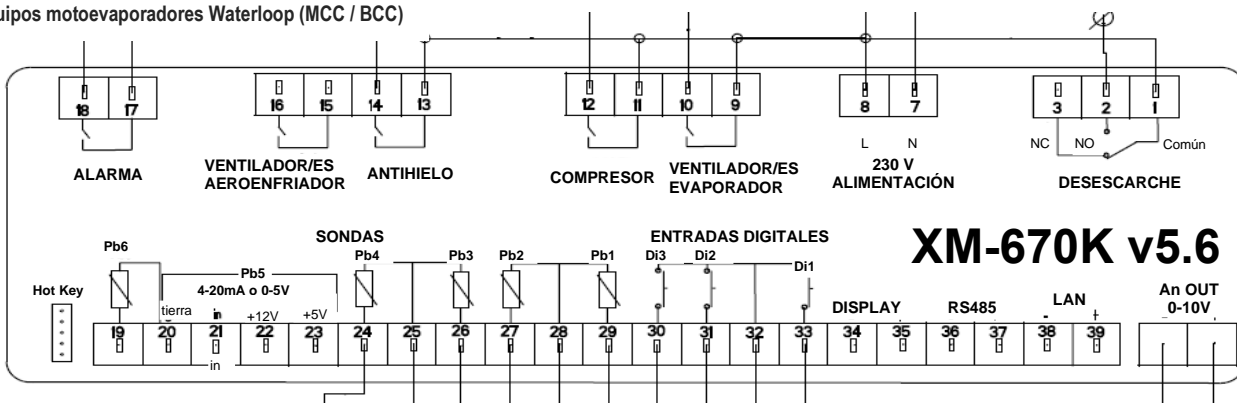 uipos motoevaporadores Waterloop (MCC / BCC)
18 17 16 15 14 13 12 11 10 9 8 7 3 2 1
L N NC NO Común
ALARMA
VENTILADOR/ES
AEROENFRIADOR
ANTIHIELO
COMPRESOR
VENTILADOR/ES
EVAPORADOR
230 V
ALIMENTACIÓN
DESESCARCHE
SONDAS
ENTRADAS DIGITALES
XM-670K v5.6
Pb6
Pb5
4-20mA o 0-5V
Pb4 Pb3 Pb2 Pb1 Di3 Di2 Di1
Hot Key
tierra in +12V +5V
DISPLAY RS485 LAN
- +
An OUT
0-10V
19 20 21 22 23 24 25 26 27 28 29 30 31 32 33 34 35 36 37 38 39
in